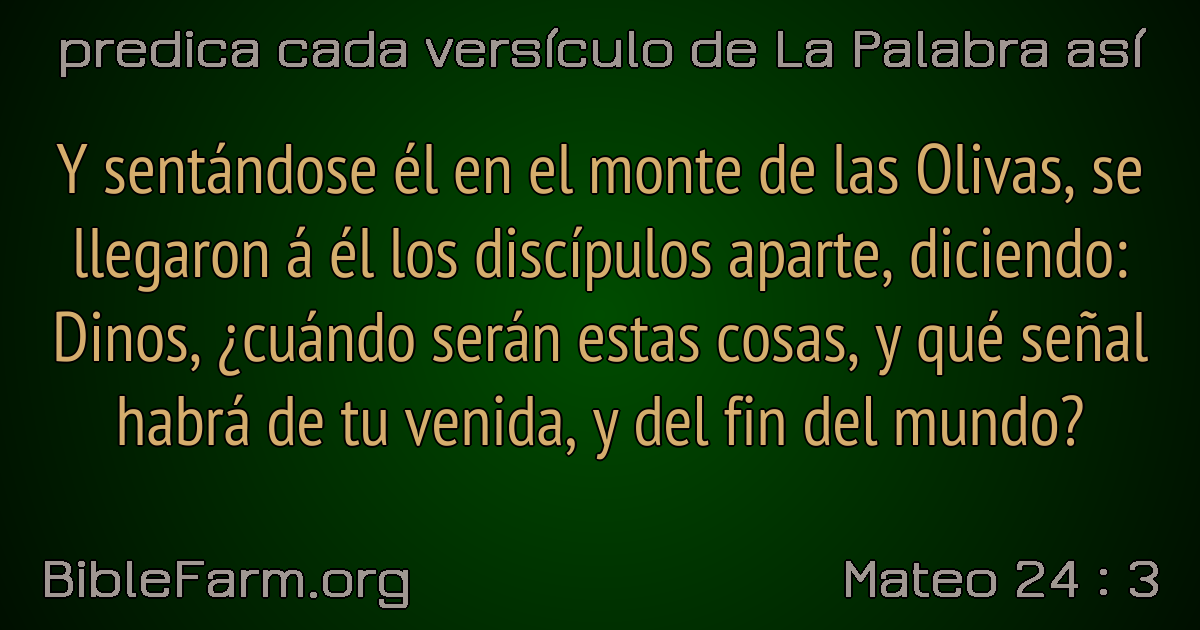 predica cada versículo de La Palabra así
Y sentándose él en el monte de las Olivas, se
llegaron á él los discípulos aparte, diciendo:
Dinos, ¿cuándo serán estas cosas, y qué señal
habrá de tu venida, y del fin del mundo?
BibleFarm.org
Mateo 24 : 3